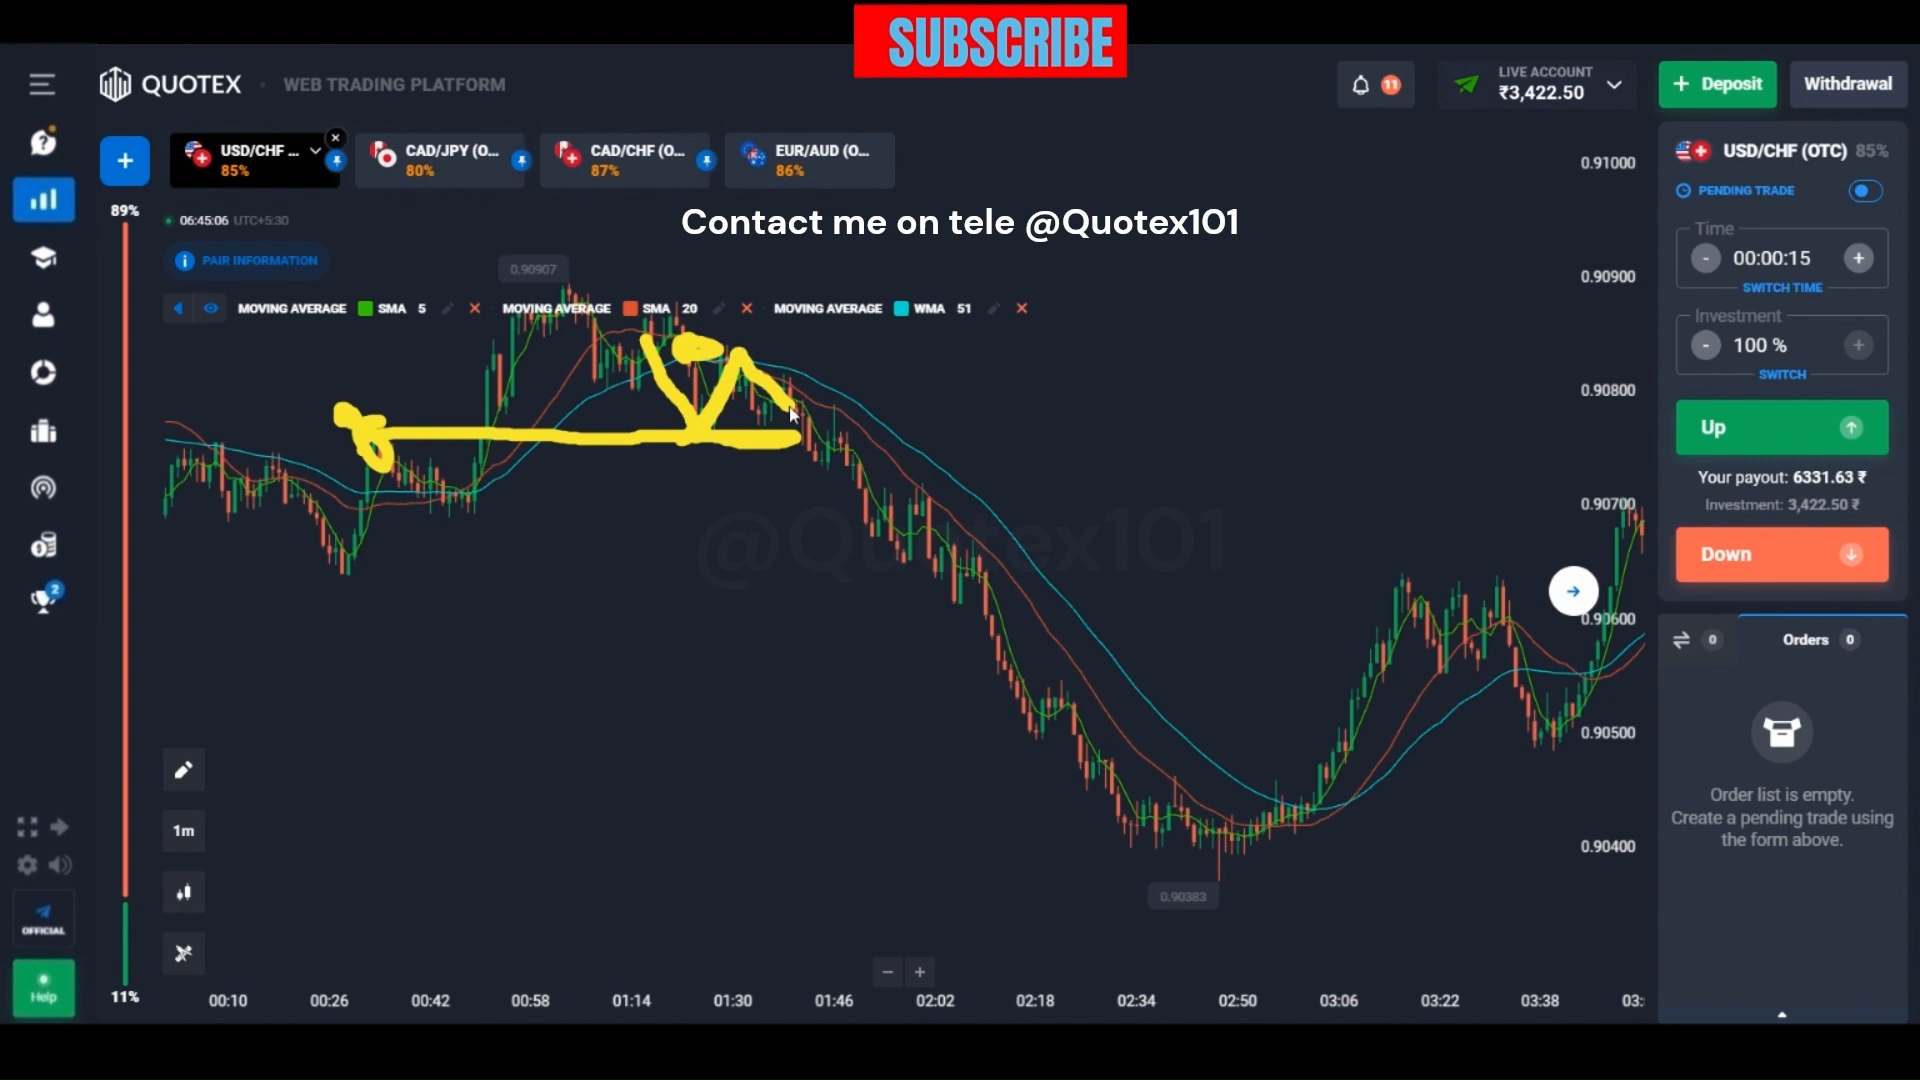 SUBSCRIBE
QUOTEX
WEB TRADING PLATFORM
11
LIVE ACCOUNT
₹3,422.50
+ Deposit
Withdrawal
USD/CHF ...
85%
CAD/JPY (O...
80%
CAD/CHF (O...
87%
EUR/AUD (O...
86%
89%
06:45:06 UTC+5:30
Contact me on tele @Quotex101
PAIR INFORMATION
0.90907
MOVING AVERAGE SMA 5
MOVING AVERAGE SMA 20
MOVING AVERAGE WMA 51
@Quotex101
0.91000
0.90900
0.90800
0.90700
0.90600
0.90500
0.90400
0.90383
USD/CHF (OTC) 85%
PENDING TRADE
Time
- 00:00:15 +
SWITCH TIME
Investment
- 100 % +
SWITCH
Up
Your payout: 6331.63 ₹
Investment: 3,422.50 ₹
Down
0
Orders 0
Order list is empty.
Create a pending trade using
the form above.
2
1m
OFFICIAL
Help
11%
- +
00:10 00:26 00:42 00:58 01:14 01:30 01:46 02:02 02:18 02:34 02:50 03:06 03:22 03:38 03: